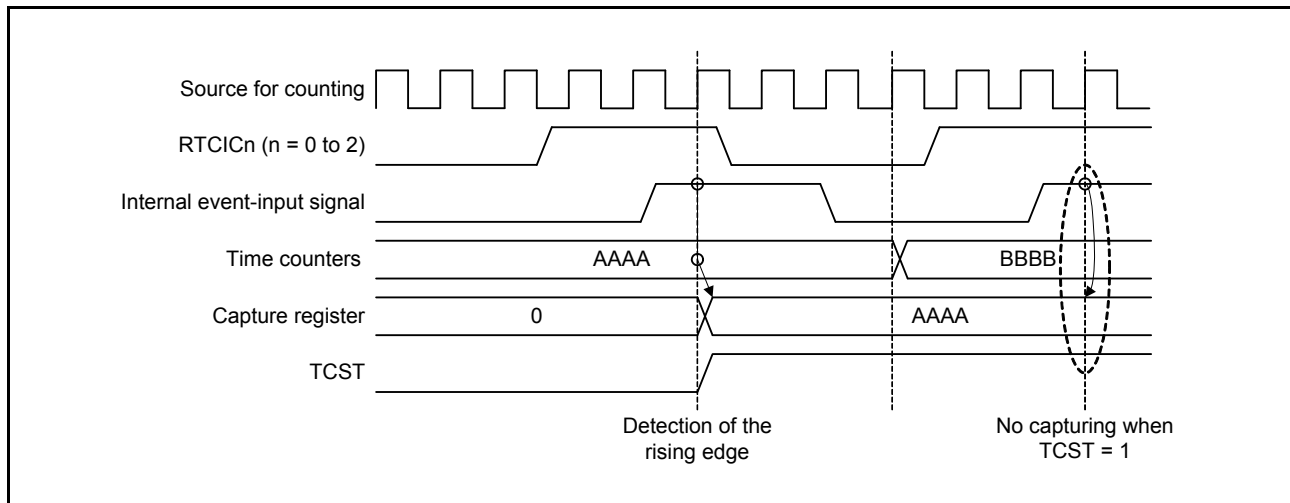 Source for counting
RTCICn (n = 0 to 2)
Internal event-input signal
Time counters
AAAA
BBBB
Capture register
0
AAAA
TCST
Detection of the
rising edge
No capturing when
TCST = 1